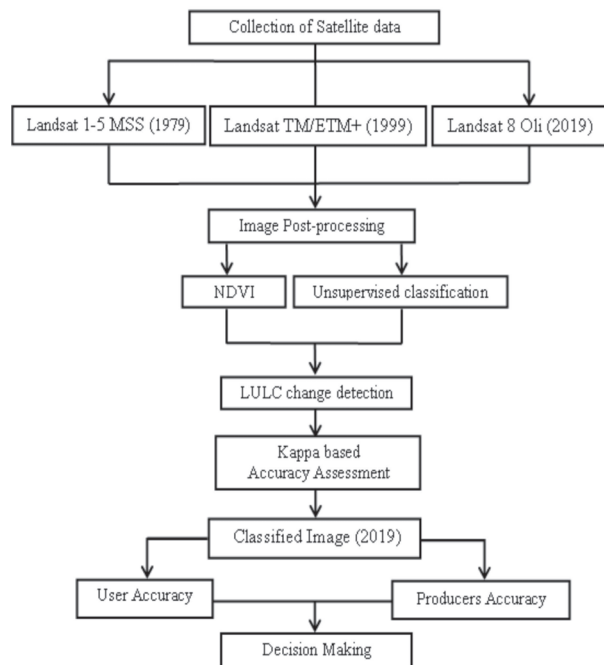 Collection of Satellite data
Landsat 1-5 MSS (1979)
Landsat TM/ETM+ (1999)
Landsat 8 Oli (2019)
Image Post-processing
NDVI
Unsupervised classification
LULC change detection
Kappa based
Accuracy Assessment
Classified Image (2019)
User Accuracy
Producers Accuracy
Decision Making